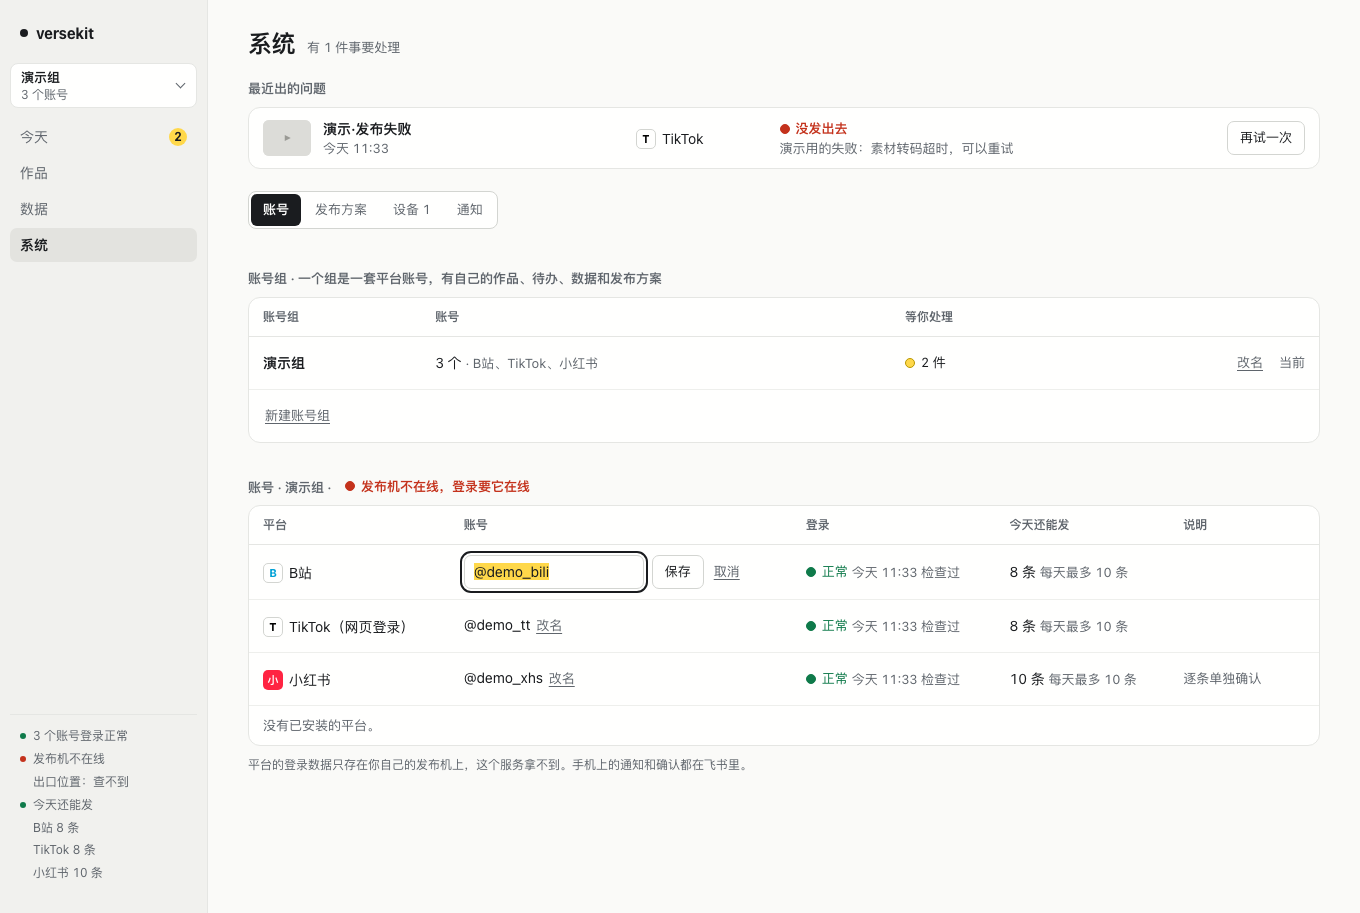 versekit
演示组
3 个账号
今天 2
作品
数据
系统
3 个账号登录正常
发布机不在线
出口位置：查不到
今天还能发
B站 8 条
TikTok 8 条
小红书 10 条
系统 有 1 件事要处理
最近出的问题
演示·发布失败
今天 11:33
T TikTok
没发出去
演示用的失败：素材转码超时，可以重试
再试一次
账号 发布方案 设备 1 通知
账号组 · 一个组是一套平台账号，有自己的作品、待办、数据和发布方案
账号组 账号 等你处理
演示组 3 个 · B站、TikTok、小红书 2 件 改名 当前
新建账号组
账号 · 演示组 · 发布机不在线，登录要它在线
平台 账号 登录 今天还能发 说明
B B站 @demo_bili 保存 取消 正常 今天 11:33 检查过 8 条 每天最多 10 条
T TikTok（网页登录） @demo_tt 改名 正常 今天 11:33 检查过 8 条 每天最多 10 条
小 小红书 @demo_xhs 改名 正常 今天 11:33 检查过 10 条 每天最多 10 条 逐条单独确认
没有已安装的平台。
平台的登录数据只存在你自己的发布机上，这个服务拿不到。手机上的通知和确认都在飞书里。